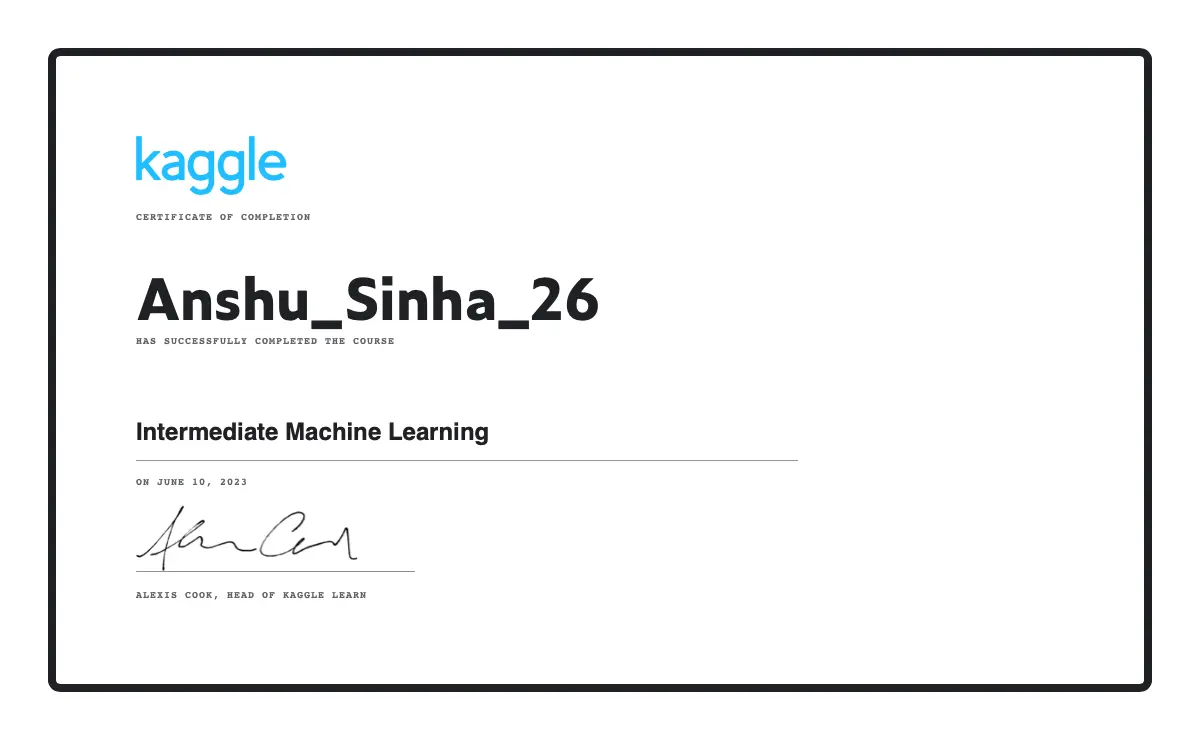 kaggle
CERTIFICATE OF COMPLETION
Anshu_Sinha_26
HAS SUCCESSFULLY COMPLETED THE COURSE
Intermediate Machine Learning
ON JUNE 10, 2023
Alexis Cook
ALEXIS COOK, HEAD OF KAGGLE LEARN